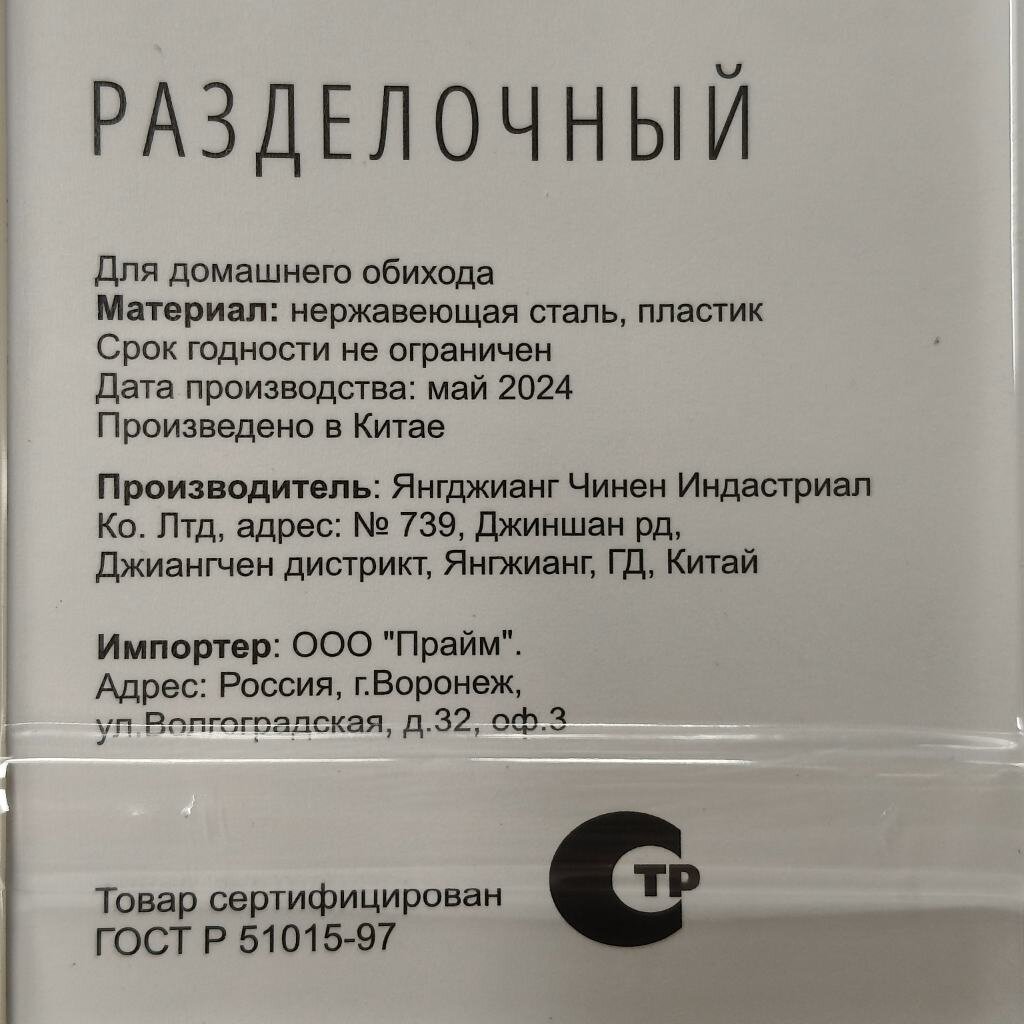 РАЗДЕЛОЧНЫЙ
Для домашнего обихода
Материал: нержавеющая сталь, пластик
Срок годности не ограничен
Дата производства: май 2024
Произведено в Китае
Производитель: Янгджианг Чинен Индастриал
Ко. Лтд, адрес: № 739, Джиншан рд,
Джиангчен дистрикт, Янгжианг, ГД, Китай
Импортер: ООО "Прайм".
Адрес: Россия, г.Воронеж,
ул.Волгоградская, д.32, оф.3
СТР
Товар сертифицирован
ГОСТ Р 51015-97